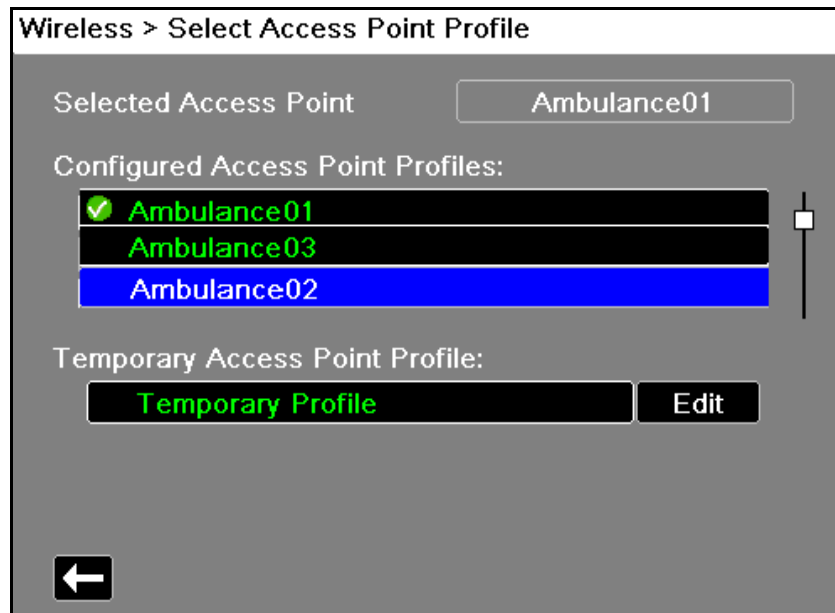 Wireless > Select Access Point Profile
Selected Access Point Ambulance01
Configured Access Point Profiles:
Ambulance01
Ambulance03
Ambulance02
Temporary Access Point Profile:
Temporary Profile Edit